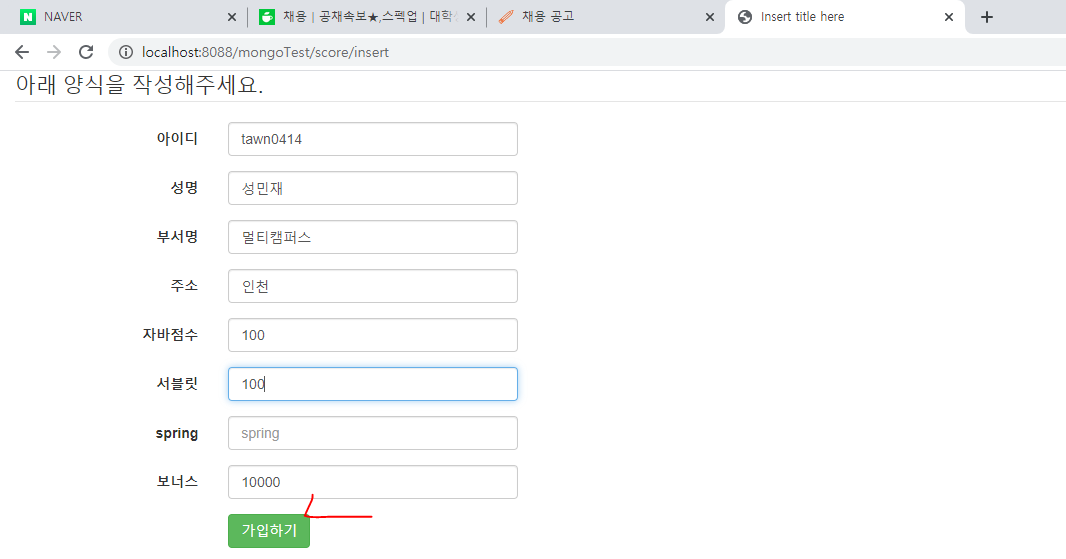 NAVER
채용 | 공채속보★,스펙업 | 대학
채용 공고
Insert title here
localhost:8088/mongoTest/score/insert
아래 양식을 작성해주세요.
아이디 tawn0414
성명 성민재
부서명 멀티캠퍼스
주소 인천
자바점수 100
서블릿 100
spring spring
보너스 10000
가입하기